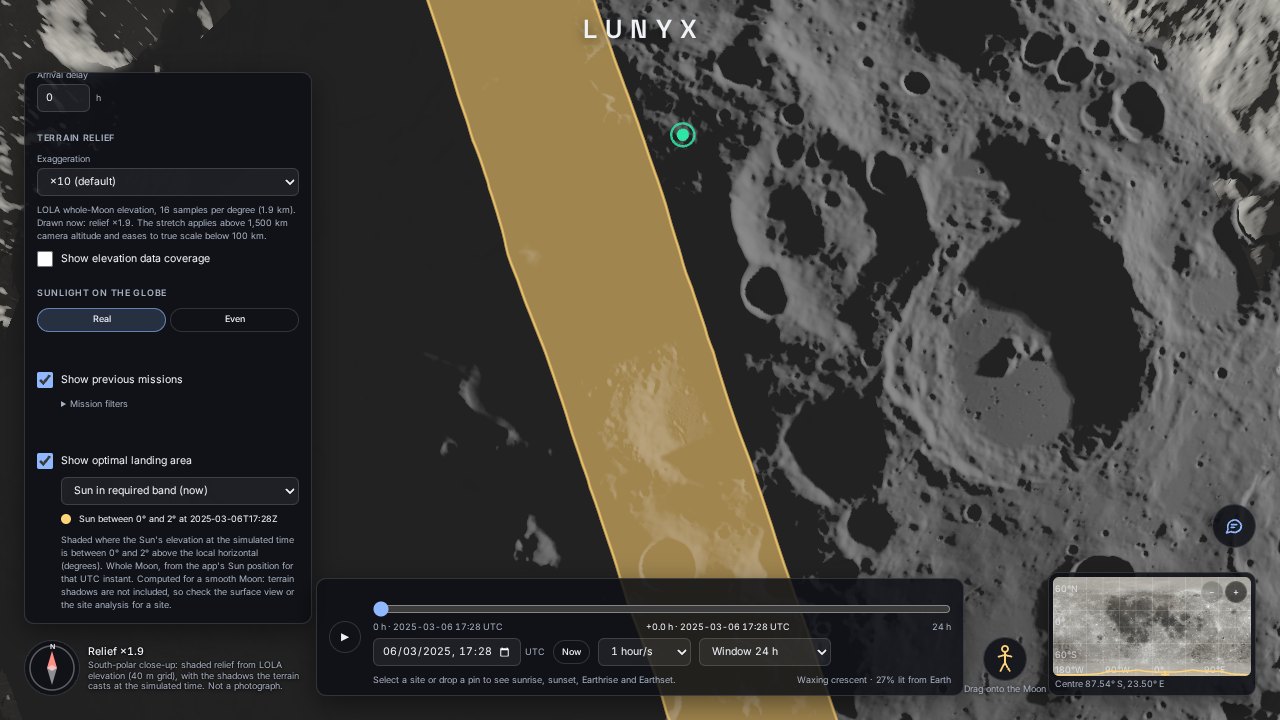 LUNYX
Arrival delay
0 h
TERRAIN RELIEF
Exaggeration
×10 (default)
LOLA whole-Moon elevation, 16 samples per degree (1.9 km).
Drawn now: relief ×1.9. The stretch applies above 1,500 km
camera altitude and eases to true scale below 100 km.
Show elevation data coverage
SUNLIGHT ON THE GLOBE
Real Even
Show previous missions
Mission filters
Show optimal landing area
Sun in required band (now)
Sun between 0° and 2° at 2025-03-06T17:28Z
Shaded where the Sun's elevation at the simulated time
is between 0° and 2° above the local horizontal
(degrees). Whole Moon, from the app's Sun position for
that UTC instant. Computed for a smooth Moon: terrain
shadows are not included, so check the surface view or
the site analysis for a site.
N
Relief ×1.9
South-polar close-up: shaded relief from LOLA
elevation (40 m grid), with the shadows the terrain
casts at the simulated time. Not a photograph.
0 h · 2025-03-06 17:28 UTC
+0.0 h · 2025-03-06 17:28 UTC
24 h
06/03/2025, 17:28 UTC Now 1 hour/s Window 24 h
Select a site or drop a pin to see sunrise, sunset, Earthrise and Earthset.
Waxing crescent · 27% lit from Earth
Drag onto the Moon
60°N
− +
0°
60°S
180°W 90°W 0° 90°E
Centre 87.54° S, 23.50° E